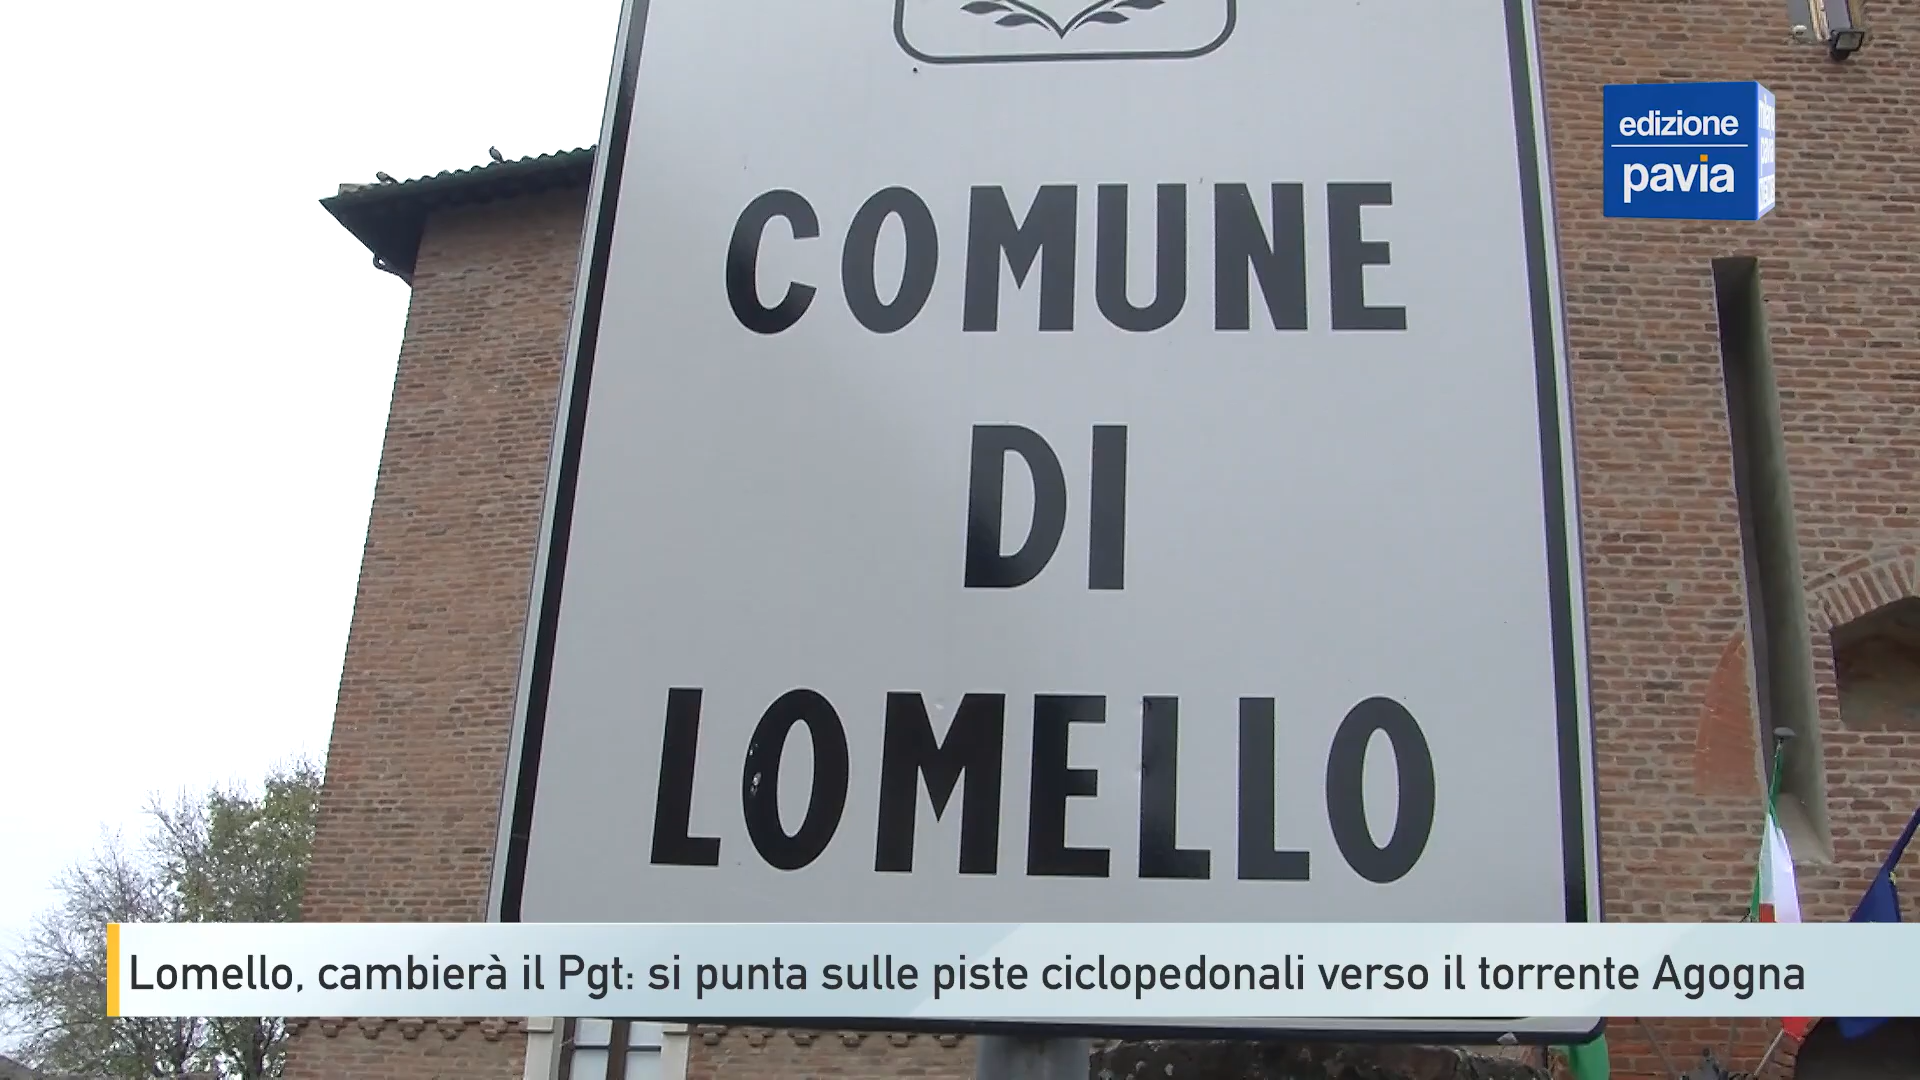 edizione
pavia
COMUNE
DI
LOMELLO
Lomello, cambierà il Pgt: si punta sulle piste ciclopedonali verso il torrente Agogna